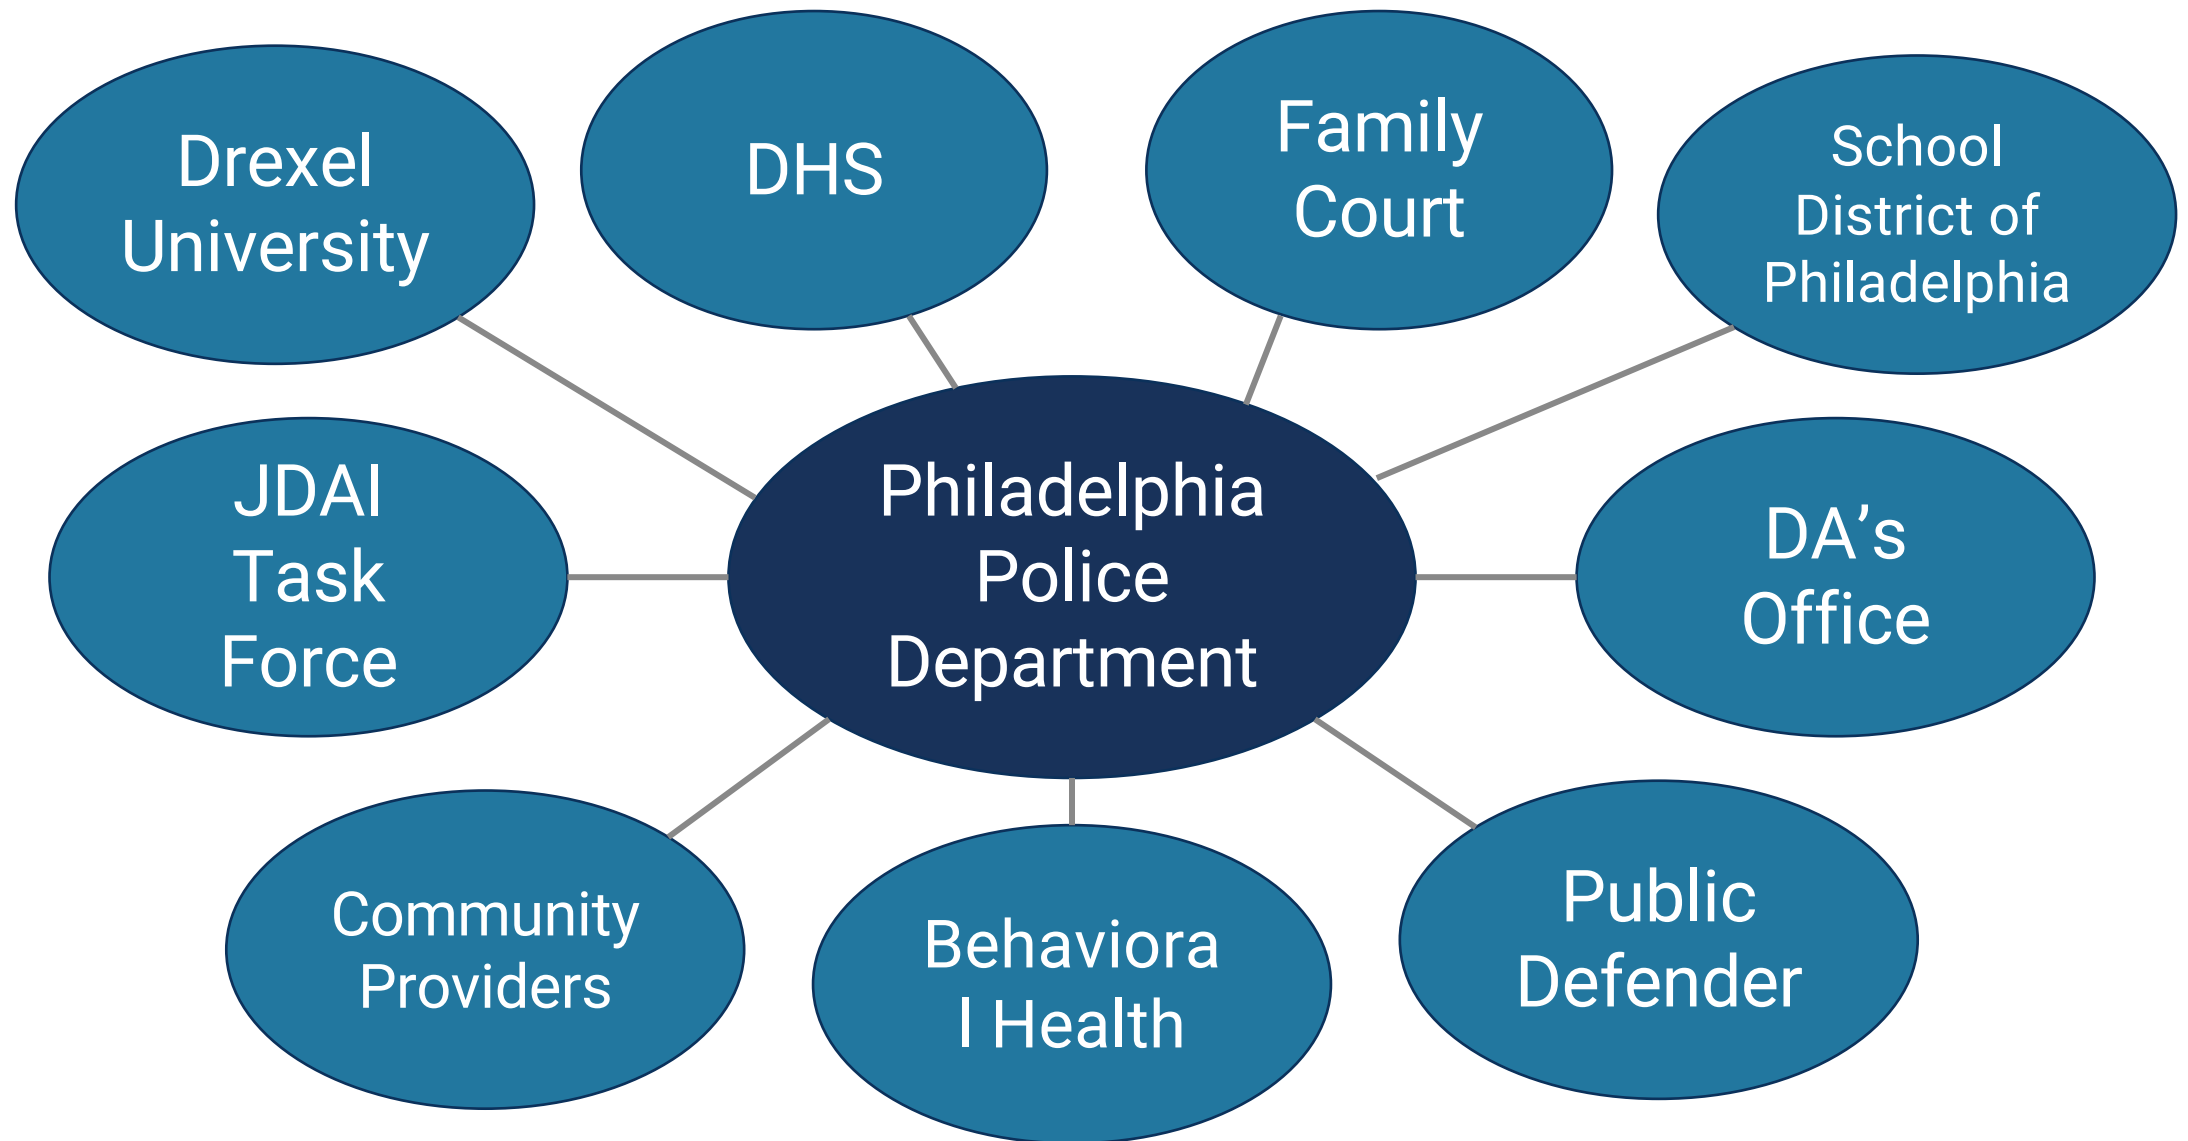 Drexel
University
DHS
Family
Court
School
District of
Philadelphia
JDAI
Task
Force
Philadelphia
Police
Department
DA’s
Office
Community
Providers
Behaviora
l Health
Public
Defender